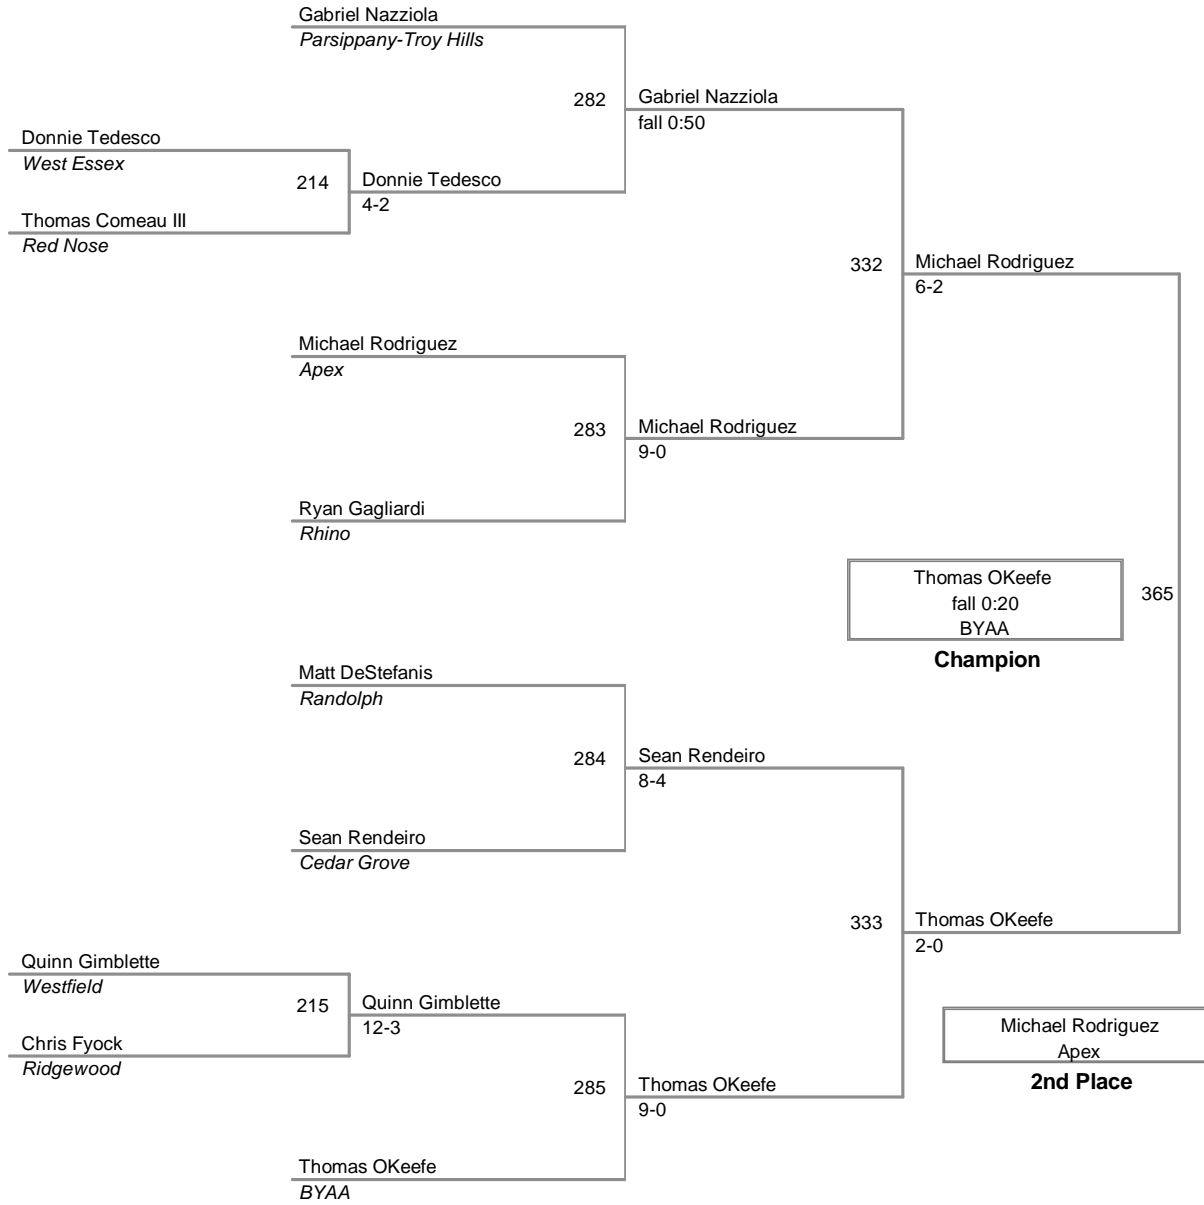 Gabriel Nazziola
Parsippany-Troy Hills
282
Gabriel Nazziola
fall 0:50
Donnie Tedesco
West Essex
214
Donnie Tedesco
4-2
Thomas Comeau III
Red Nose
332
Michael Rodriguez
6-2
Michael Rodriguez
Apex
283
Michael Rodriguez
9-0
Ryan Gagliardi
Rhino
Thomas OKeefe
fall 0:20
BYAA
Champion
365
Matt DeStefanis
Randolph
284
Sean Rendeiro
8-4
Sean Rendeiro
Cedar Grove
333
Thomas OKeefe
2-0
Quinn Gimblette
Westfield
215
Quinn Gimblette
12-3
Chris Fyock
Ridgewood
Michael Rodriguez
Apex
2nd Place
285
Thomas OKeefe
9-0
Thomas OKeefe
BYAA